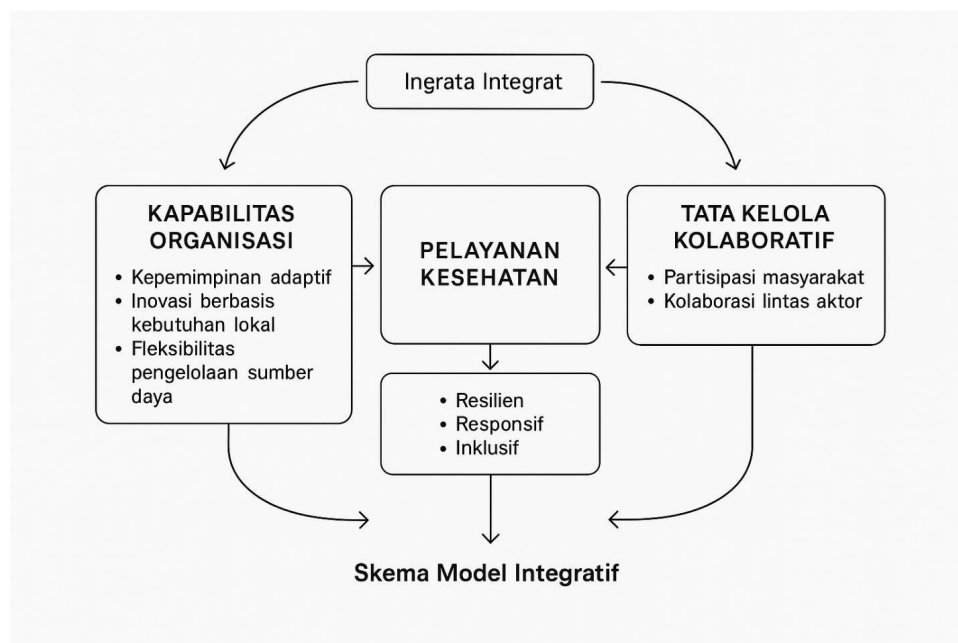 Ingrata Integrat
KAPABILITAS
ORGANISASI
• Kepemimpinan adaptif
• Inovasi berbasis
kebutuhan lokal
• Fleksibilitas
pengelolaan sumber
daya
PELAYANAN
KESEHATAN
• Resilien
• Responsif
• Inklusif
TATA KELOLA
KOLABORATIF
• Partisipasi masyarakat
• Kolaborasi lintas aktor
Skema Model Integratif